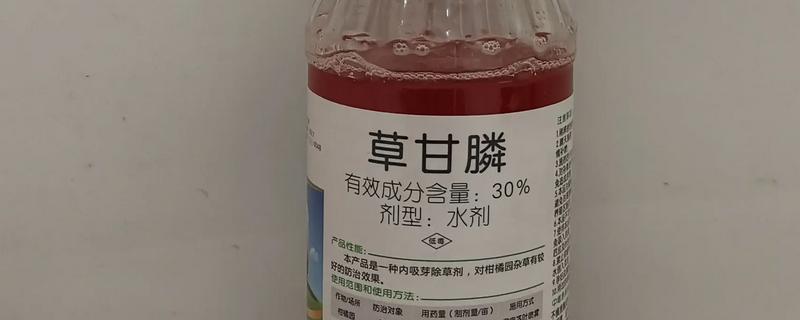 草甘膦
有效成分含量：30%
剂型：水剂
低毒
产品性能：
本产品是一种内吸芽除草剂，对柑橘园杂草有较
好的防治效果。
使用范围和使用方法：
作物/场所 防治对象 用药量（制剂量/亩） 施用方式
柑橘园